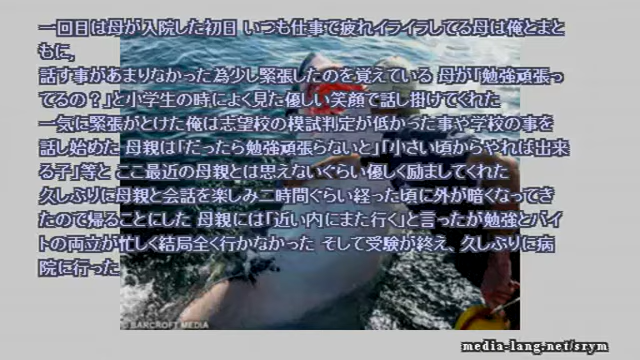 一回目は母が入院した初日 いつも仕事で疲れイライラしてる母は俺とまと
もに,
話す事があまりなかった為少し緊張したのを覚えている 母が「勉強頑張っ
てるの？」と小学生の時によく見た優しい笑顔で話し掛けてくれた
一気に緊張がとけた俺は志望校の模試判定が低かった事や学校の事を
話し始めた 母親は「だったら勉強頑張らないと」「小さい頃からやれば出来
る子」等と ここ最近の母親とは思えないぐらい優しく励ましてくれた
久しぶりに母親と会話を楽しみ二時間ぐらい経った頃に外が暗くなってき
たので帰ることにした 母親には「近い内にまた行く」と言ったが勉強とバイ
トの両立が忙しく結局全く行かなかった そして受験が終え、久しぶりに病
院に行った
© BARCROFT MEDIA
media-lang.net/srym